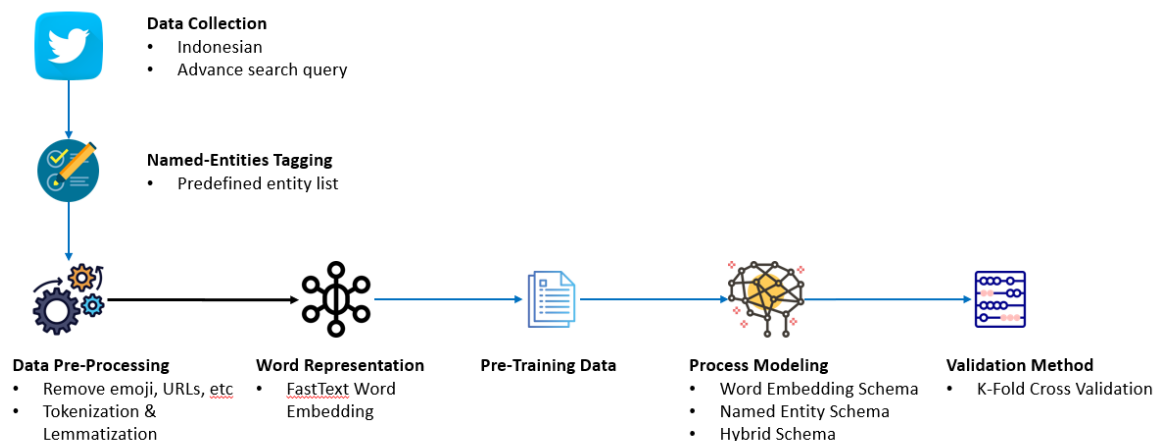 Data Collection
• Indonesian
• Advance search query
Named-Entities Tagging
• Predefined entity list
Data Pre-Processing
• Remove emoji, URLs, etc
• Tokenization &
Lemmatization
Word Representation
• FastText Word
Embedding
Pre-Training Data
Process Modeling
• Word Embedding Schema
• Named Entity Schema
• Hybrid Schema
Validation Method
• K-Fold Cross Validation